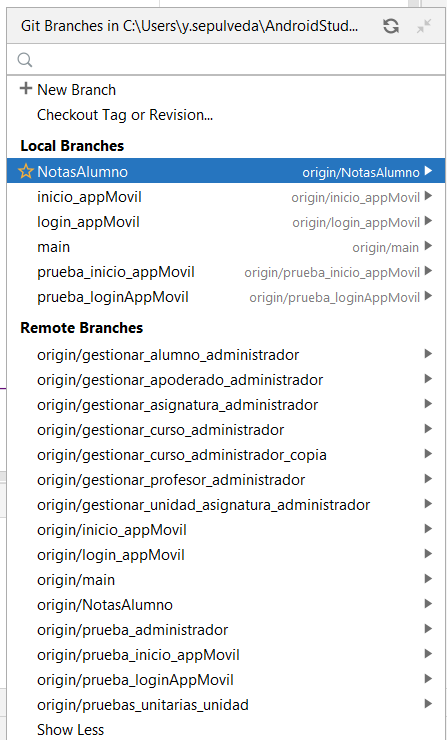 Git Branches in C:\Users\y.sepulveda\AndroidStud...
New Branch
Checkout Tag or Revision...
Local Branches
NotasAlumno origin/NotasAlumno
inicio_appMovil origin/inicio_appMovil
login_appMovil origin/login_appMovil
main origin/main
prueba_inicio_appMovil origin/prueba_inicio_appMovil
prueba_loginAppMovil origin/prueba_loginAppMovil
Remote Branches
origin/gestionar_alumno_administrador
origin/gestionar_apoderado_administrador
origin/gestionar_asignatura_administrador
origin/gestionar_curso_administrador
origin/gestionar_curso_administrador_copia
origin/gestionar_profesor_administrador
origin/gestionar_unidad_asignatura_administrador
origin/inicio_appMovil
origin/login_appMovil
origin/main
origin/NotasAlumno
origin/prueba_administrador
origin/prueba_inicio_appMovil
origin/prueba_loginAppMovil
origin/pruebas_unitarias_unidad
Show Less